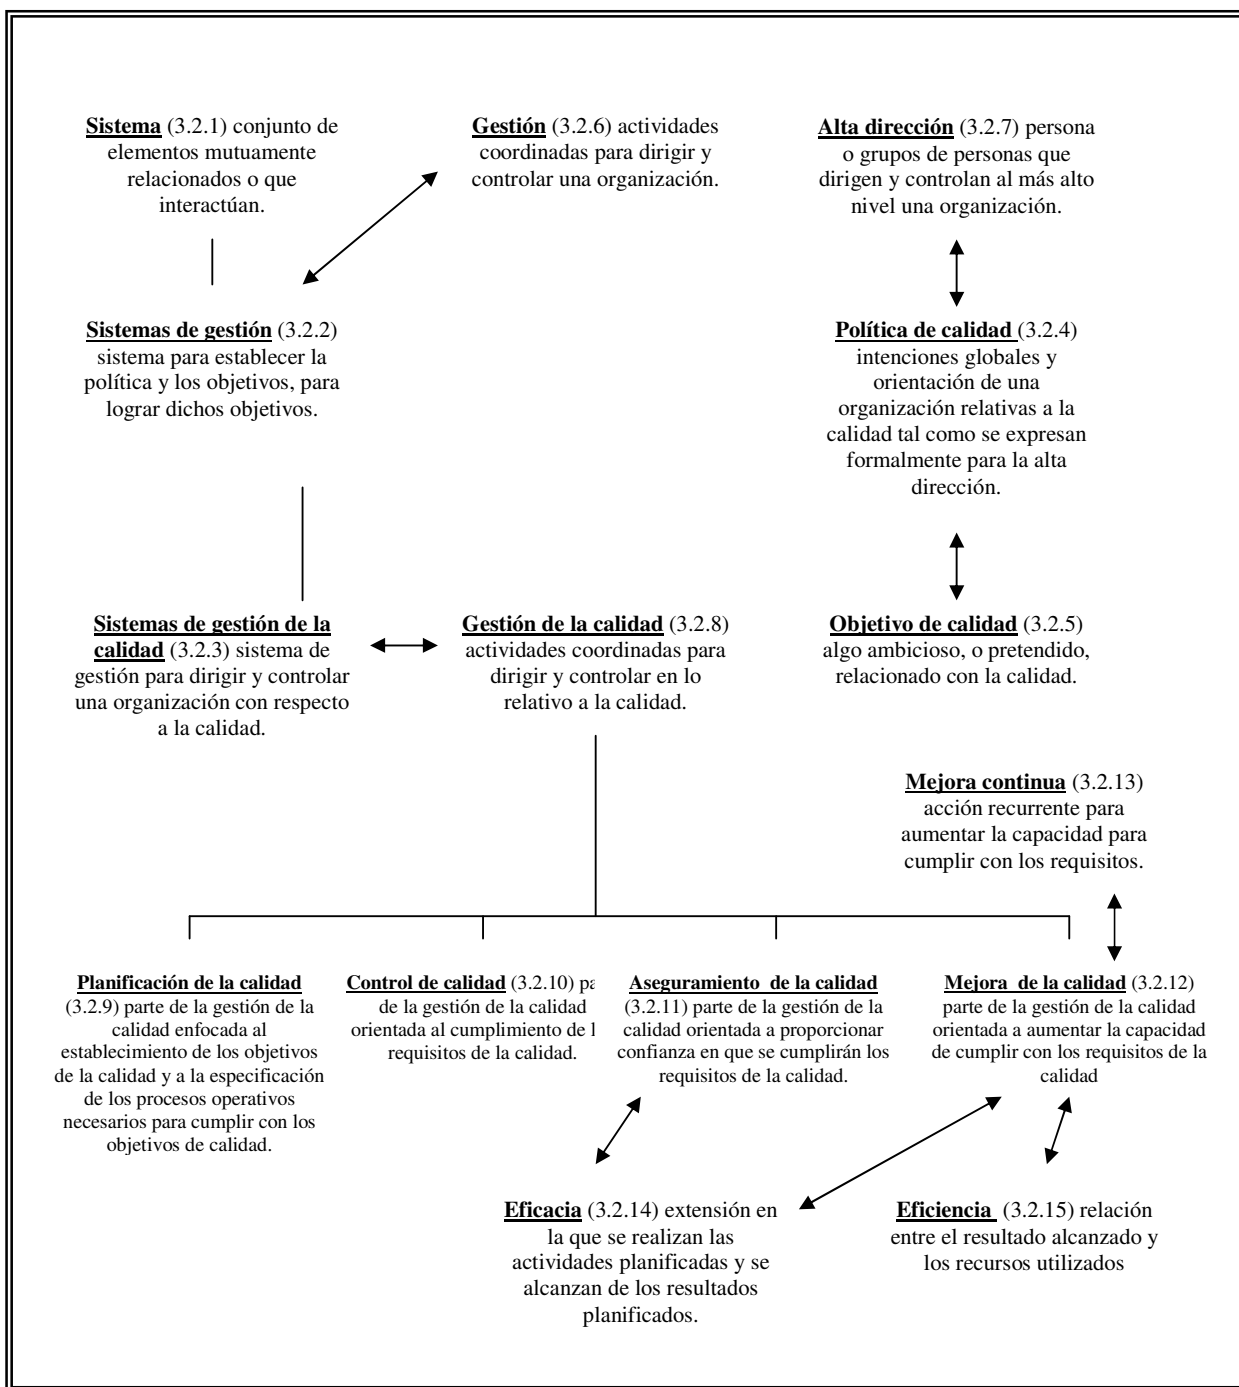 Sistema (3.2.1) conjunto de
elementos mutuamente
relacionados o que
interactúan.
Gestión (3.2.6) actividades
coordinadas para dirigir y
controlar una organización.
Alta dirección (3.2.7) persona
o grupos de personas que
dirigen y controlan al más alto
nivel una organización.
Sistemas de gestión (3.2.2)
sistema para establecer la
política y los objetivos, para
lograr dichos objetivos.
Política de calidad (3.2.4)
intenciones globales y
orientación de una
organización relativas a la
calidad tal como se expresan
formalmente para la alta
dirección.
Sistemas de gestión de la
calidad (3.2.3) sistema de
gestión para dirigir y controlar
una organización con respecto
a la calidad.
Gestión de la calidad (3.2.8)
actividades coordinadas para
dirigir y controlar en lo
relativo a la calidad.
Objetivo de calidad (3.2.5)
algo ambicioso, o pretendido,
relacionado con la calidad.
Mejora continua (3.2.13)
acción recurrente para
aumentar la capacidad para
cumplir con los requisitos.
Planificación de la calidad
(3.2.9) parte de la gestión de la
calidad enfocada al
establecimiento de los objetivos
de la calidad y a la especificación
de los procesos operativos
necesarios para cumplir con los
objetivos de calidad.
Control de calidad (3.2.10)
de la gestión de la calidad
orientada al cumplimiento de
requisitos de la calidad.
Aseguramiento de la calidad
(3.2.11) parte de la gestión de la
calidad orientada a proporcionar
confianza en que se cumplirán los
requisitos de la calidad.
Mejora de la calidad (3.2.12)
parte de la gestión de la calidad
orientada a aumentar la capacidad
de cumplir con los requisitos de la
calidad
Eficacia (3.2.14) extensión en
la que se realizan las
actividades planificadas y se
alcanzan de los resultados
planificados.
Eficiencia (3.2.15) relación
entre el resultado alcanzado y
los recursos utilizados